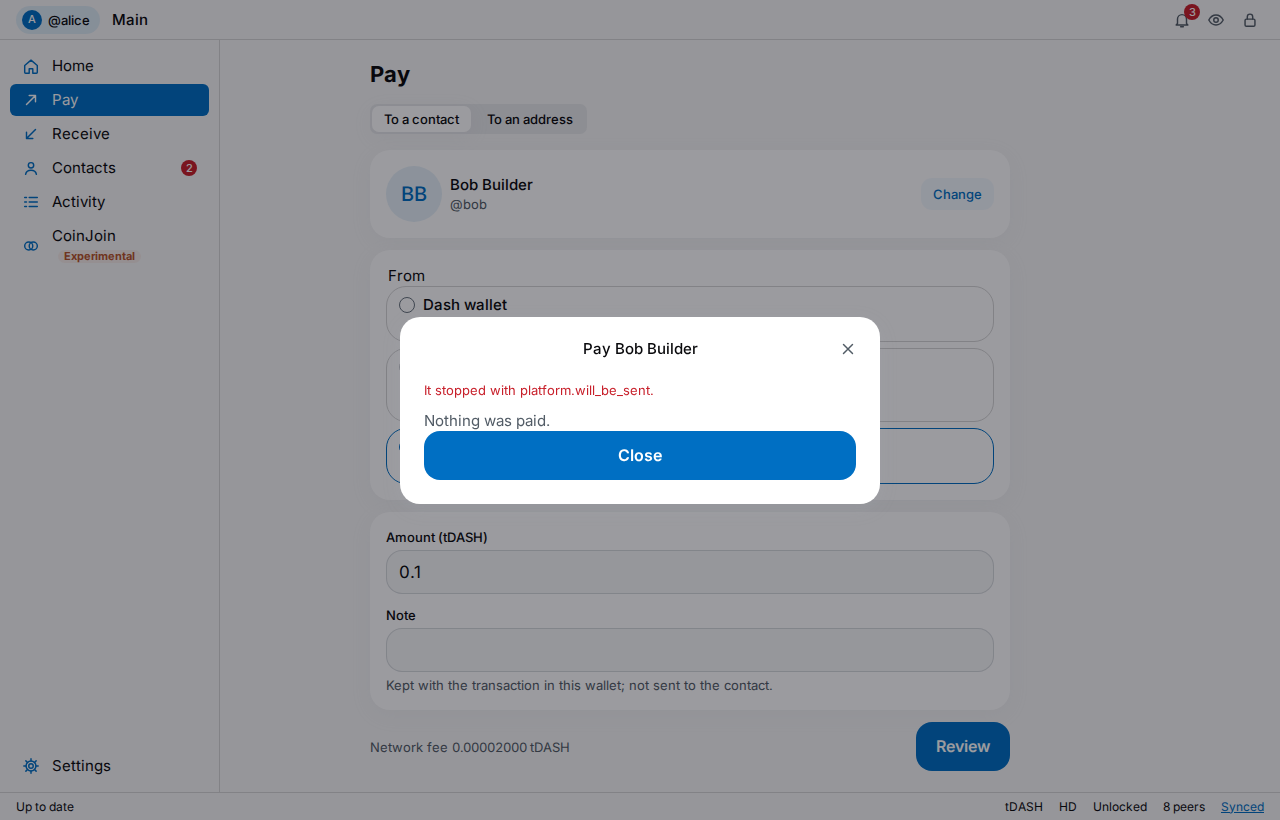 A @alice Main 3
Home
Pay
Receive
Contacts 2
Activity
CoinJoin
Experimental
Settings
Pay
To a contact To an address
BB
Bob Builder
@bob
Change
From
Dash wallet
Pay Bob Builder
It stopped with platform.will_be_sent.
Nothing was paid.
Close
Amount (tDASH)
0.1
Note
Kept with the transaction in this wallet; not sent to the contact.
Network fee 0.00002000 tDASH
Review
Up to date tDASH HD Unlocked 8 peers Synced